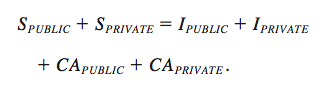 S_PUBLIC + S_PRIVATE = I_PUBLIC + I_PRIVATE
+ CA_PUBLIC + CA_PRIVATE.